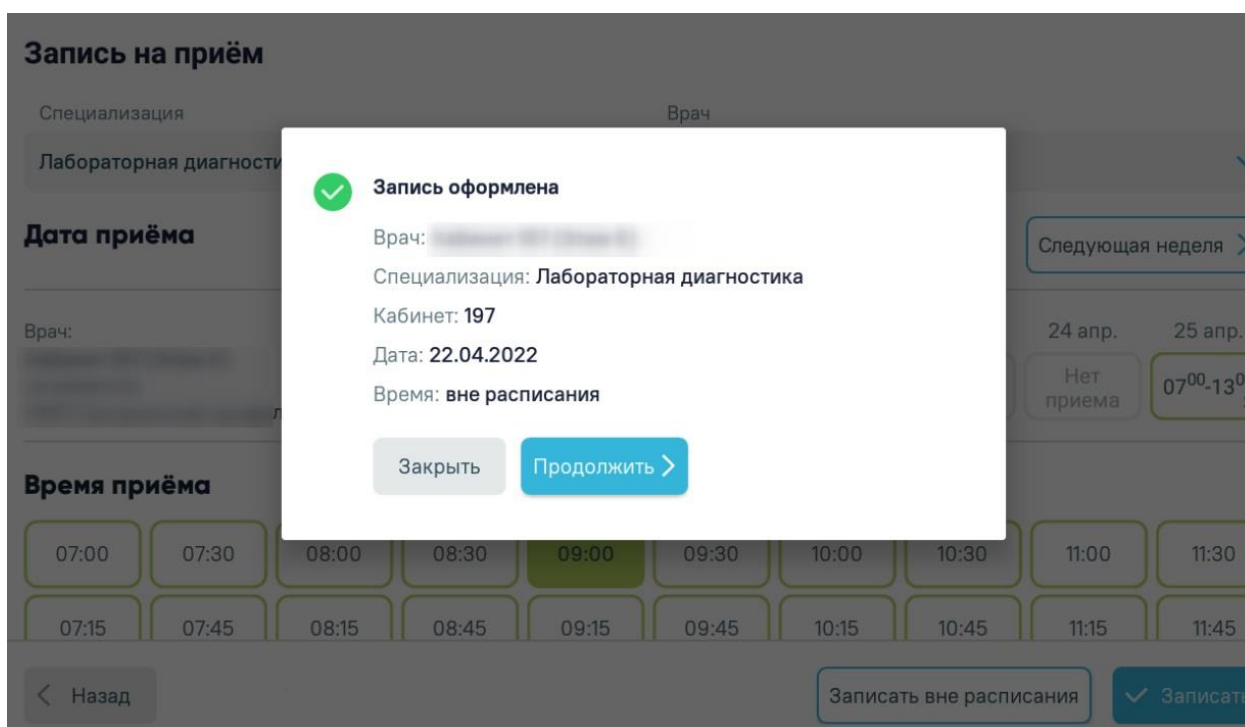 Запись на приём
Специализация
Врач
Лабораторная диагности
Запись оформлена
Врач:
Специализация: Лабораторная диагностика
Кабинет: 197
Дата: 22.04.2022
Время: вне расписания
Закрыть
Продолжить
Дата приёма
Следующая неделя
Врач:
24 апр.
25 апр.
Нет
приема
07⁰⁰-13⁰
Время приёма
07:00 07:30 08:00 08:30 09:00 09:30 10:00 10:30 11:00 11:30
07:15 07:45 08:15 08:45 09:15 09:45 10:15 10:45 11:15 11:45
Назад
Записать вне расписания
Записать